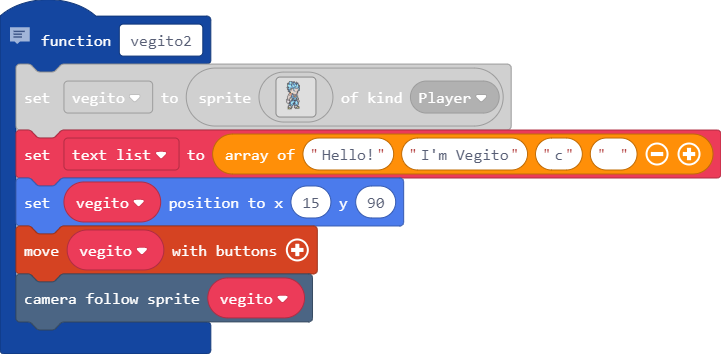 function vegito2
set vegito to sprite of kind Player
set text list to array of "Hello!" "I'm Vegito" "c" " "
set vegito position to x 15 y 90
move vegito with buttons
camera follow sprite vegito